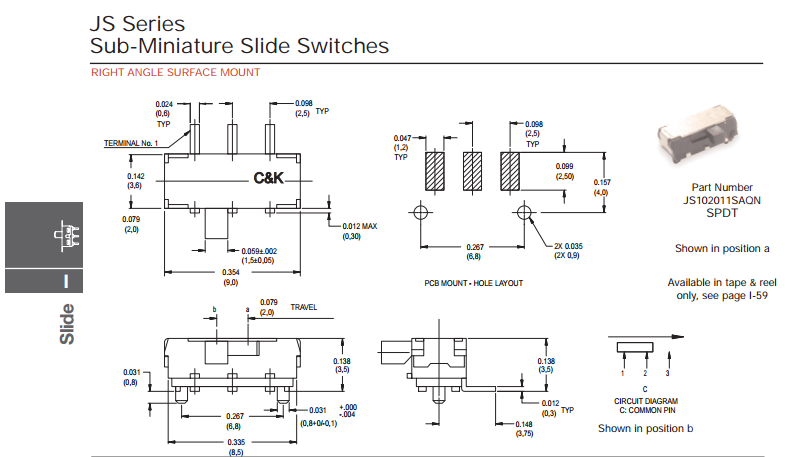 JS Series
Sub-Miniature Slide Switches
RIGHT ANGLE SURFACE MOUNT
0.024
(0,6)
TYP
0.098
(2,5) TYP
TERMINAL No. 1
0.142
(3,6)
C&K
0.079
(2,0)
0.012 MAX
(0,30)
0.059±.002
(1,5±0,05)
0.354
(9,0)
0.047
(1,2)
TYP
0.098
(2,5)
TYP
0.099
(2,50)
0.157
(4,0)
0.267
(6,8)
2X 0.035
(2X 0,9)
PCB MOUNT - HOLE LAYOUT
Part Number
JS102011SAQN
SPDT
Shown in position a
Available in tape & reel
only, see page I-59
Slide
I
0.079
(2,0)
TRAVEL
b
a
0.138
(3,5)
0.031
(0,8)
0.267
(6,8)
0.031 +.000 -.004
(0,8+0/-0,1)
0.335
(8,5)
0.138
(3,5)
0.012
(0,3) TYP
0.148
(3,75)
1 2 3
C
CIRCUIT DIAGRAM
C: COMMON PIN
Shown in position b